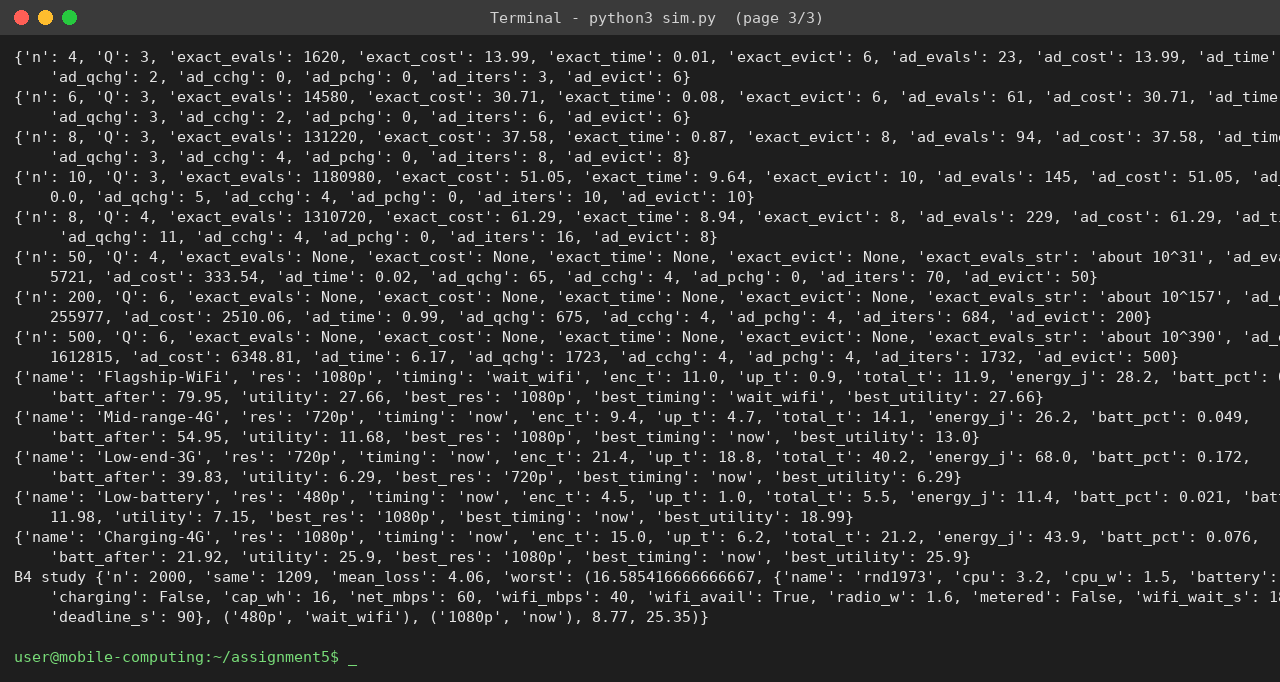 Terminal - python3 sim.py  (page 3/3)
{'n': 4, 'Q': 3, 'exact_evals': 1620, 'exact_cost': 13.99, 'exact_time': 0.01, 'exact_evict': 6, 'ad_evals': 23, 'ad_cost': 13.99, 'ad_time'
'ad_qchg': 2, 'ad_cchg': 0, 'ad_pchg': 0, 'ad_iters': 3, 'ad_evict': 6}
{'n': 6, 'Q': 3, 'exact_evals': 14580, 'exact_cost': 30.71, 'exact_time': 0.08, 'exact_evict': 6, 'ad_evals': 61, 'ad_cost': 30.71, 'ad_time
'ad_qchg': 3, 'ad_cchg': 2, 'ad_pchg': 0, 'ad_iters': 6, 'ad_evict': 6}
{'n': 8, 'Q': 3, 'exact_evals': 131220, 'exact_cost': 37.58, 'exact_time': 0.87, 'exact_evict': 8, 'ad_evals': 94, 'ad_cost': 37.58, 'ad_tim
'ad_qchg': 3, 'ad_cchg': 4, 'ad_pchg': 0, 'ad_iters': 8, 'ad_evict': 8}
{'n': 10, 'Q': 3, 'exact_evals': 1180980, 'exact_cost': 51.05, 'exact_time': 9.64, 'exact_evict': 10, 'ad_evals': 145, 'ad_cost': 51.05, 'ad_
0.0, 'ad_qchg': 5, 'ad_cchg': 4, 'ad_pchg': 0, 'ad_iters': 10, 'ad_evict': 10}
{'n': 8, 'Q': 4, 'exact_evals': 1310720, 'exact_cost': 61.29, 'exact_time': 8.94, 'exact_evict': 8, 'ad_evals': 229, 'ad_cost': 61.29, 'ad_t
'ad_qchg': 11, 'ad_cchg': 4, 'ad_pchg': 0, 'ad_iters': 16, 'ad_evict': 8}
{'n': 50, 'Q': 4, 'exact_evals': None, 'exact_cost': None, 'exact_time': None, 'exact_evict': None, 'exact_evals_str': 'about 10^31', 'ad_eva
5721, 'ad_cost': 333.54, 'ad_time': 0.02, 'ad_qchg': 65, 'ad_cchg': 4, 'ad_pchg': 0, 'ad_iters': 70, 'ad_evict': 50}
{'n': 200, 'Q': 6, 'exact_evals': None, 'exact_cost': None, 'exact_time': None, 'exact_evict': None, 'exact_evals_str': 'about 10^157', 'ad_e
255977, 'ad_cost': 2510.06, 'ad_time': 0.99, 'ad_qchg': 675, 'ad_cchg': 4, 'ad_pchg': 4, 'ad_iters': 684, 'ad_evict': 200}
{'n': 500, 'Q': 6, 'exact_evals': None, 'exact_cost': None, 'exact_time': None, 'exact_evict': None, 'exact_evals_str': 'about 10^390', 'ad_e
1612815, 'ad_cost': 6348.81, 'ad_time': 6.17, 'ad_qchg': 1723, 'ad_cchg': 4, 'ad_pchg': 4, 'ad_iters': 1732, 'ad_evict': 500}
{'name': 'Flagship-WiFi', 'res': '1080p', 'timing': 'wait_wifi', 'enc_t': 11.0, 'up_t': 0.9, 'total_t': 11.9, 'energy_j': 28.2, 'batt_pct':
'batt_after': 79.95, 'utility': 27.66, 'best_res': '1080p', 'best_timing': 'wait_wifi', 'best_utility': 27.66}
{'name': 'Mid-range-4G', 'res': '720p', 'timing': 'now', 'enc_t': 9.4, 'up_t': 4.7, 'total_t': 14.1, 'energy_j': 26.2, 'batt_pct': 0.049,
'batt_after': 54.95, 'utility': 11.68, 'best_res': '1080p', 'best_timing': 'now', 'best_utility': 13.0}
{'name': 'Low-end-3G', 'res': '720p', 'timing': 'now', 'enc_t': 21.4, 'up_t': 18.8, 'total_t': 40.2, 'energy_j': 68.0, 'batt_pct': 0.172,
'batt_after': 39.83, 'utility': 6.29, 'best_res': '720p', 'best_timing': 'now', 'best_utility': 6.29}
{'name': 'Low-battery', 'res': '480p', 'timing': 'now', 'enc_t': 4.5, 'up_t': 1.0, 'total_t': 5.5, 'energy_j': 11.4, 'batt_pct': 0.021, 'bat
11.98, 'utility': 7.15, 'best_res': '1080p', 'best_timing': 'now', 'best_utility': 18.99}
{'name': 'Charging-4G', 'res': '1080p', 'timing': 'now', 'enc_t': 15.0, 'up_t': 6.2, 'total_t': 21.2, 'energy_j': 43.9, 'batt_pct': 0.076,
'batt_after': 21.92, 'utility': 25.9, 'best_res': '1080p', 'best_timing': 'now', 'best_utility': 25.9}
B4 study {'n': 2000, 'same': 1209, 'mean_loss': 4.06, 'worst': (16.585416666666667, {'name': 'rnd1973', 'cpu': 3.2, 'cpu_w': 1.5, 'battery':
'charging': False, 'cap_wh': 16, 'net_mbps': 60, 'wifi_mbps': 40, 'wifi_avail': True, 'radio_w': 1.6, 'metered': False, 'wifi_wait_s': 18
'deadline_s': 90}, ('480p', 'wait_wifi'), ('1080p', 'now'), 8.77, 25.35)}
user@mobile-computing:~/assignment5$ _